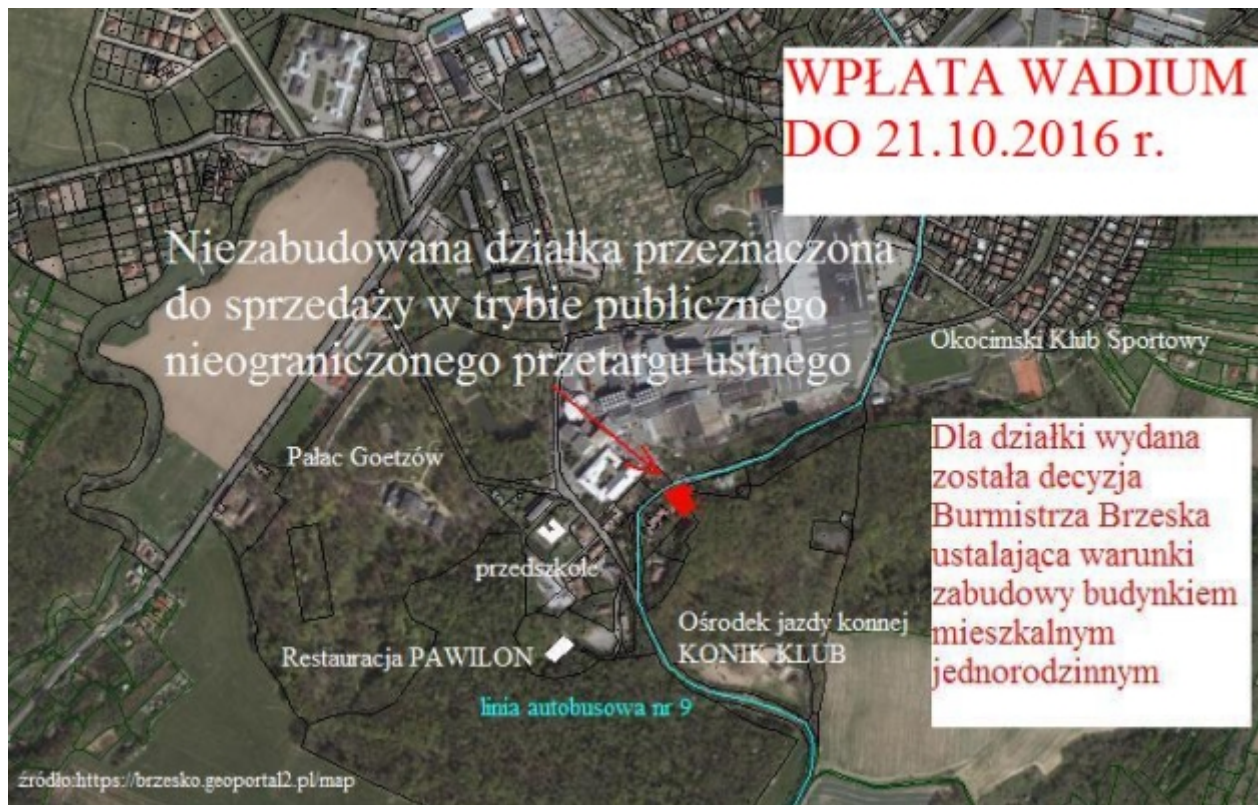 WPŁATA WADIUM
DO 21.10.2016 r.
Niezabudowana działka przeznaczona
do sprzedaży w trybie publicznego
nieograniczonego przetargu ustnego
Okocimski Klub Sportowy
Pałac Goetzów
Dla działki wydana
została decyzja
Burmistrza Brzeska
ustalająca warunki
zabudowy budynkiem
mieszkalnym
jednorodzinnym
przedszkole
Ośrodek jazdy konnej
KONIK KLUB
Restauracja PAWILON
linia autobusowa nr 9
źródło:https://brzesko.geoportal2.pl/map